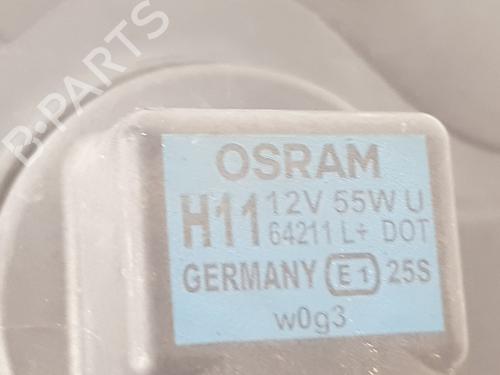 B-PARTS
OSRAM
H11 12V 55W U
64211 L+ DOT
GERMANY E1 25S
w0g3